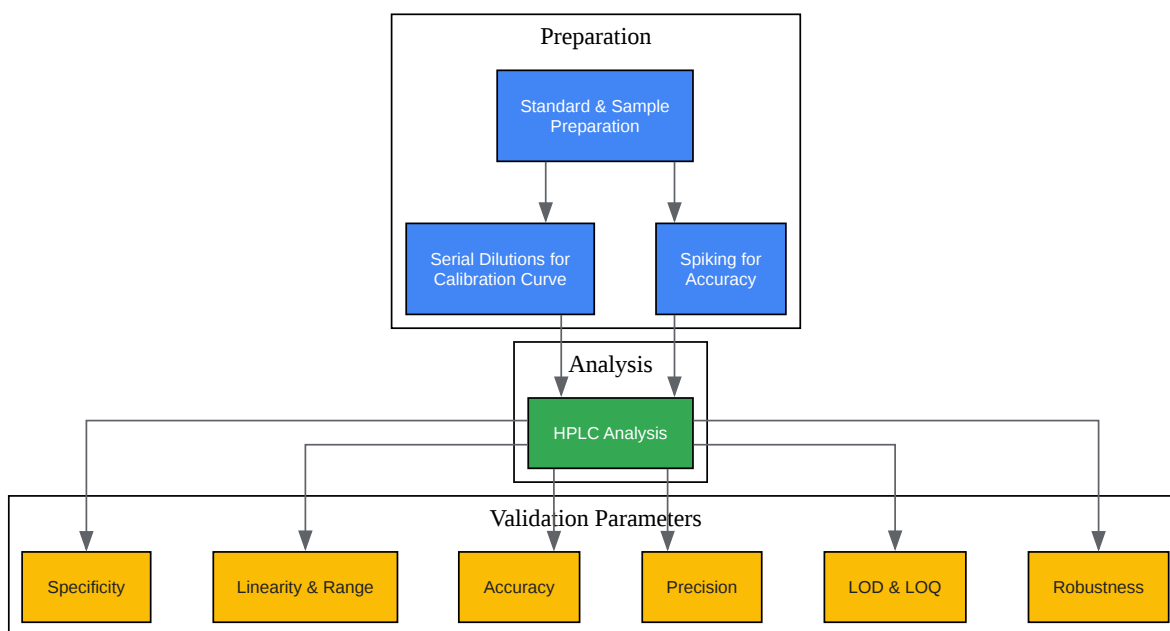 Preparation
Standard & Sample
Preparation
Serial Dilutions for
Calibration Curve
Spiking for
Accuracy
Analysis
HPLC Analysis
Validation Parameters
Specificity
Linearity & Range
Accuracy
Precision
LOD & LOQ
Robustness